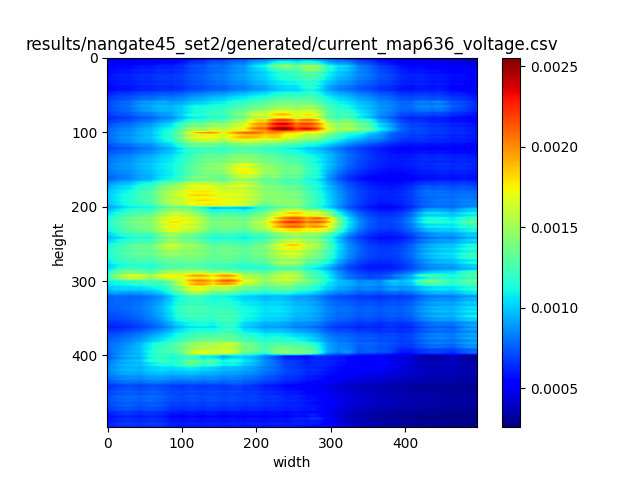 results/nangate45_set2/generated/current_map636_voltage.csv
0
100
200
300
400
height
0 100 200 300 400
width
0.0025
0.0020
0.0015
0.0010
0.0005